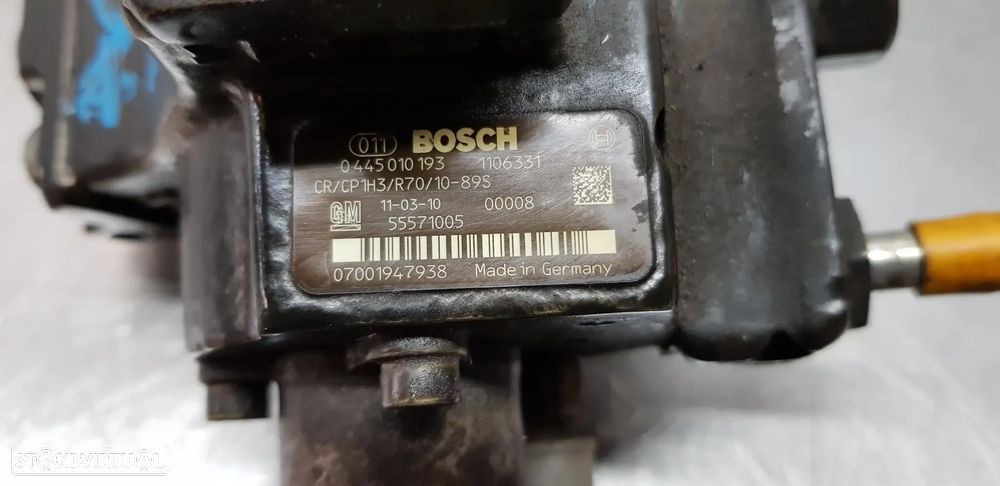 011 BOSCH
0 445 010 193 1106331
CR/CP1H3/R70/10-89S
GM 11-03-10 00008
55571005
07001947938 Made in Germany
STANDVIRTUAL